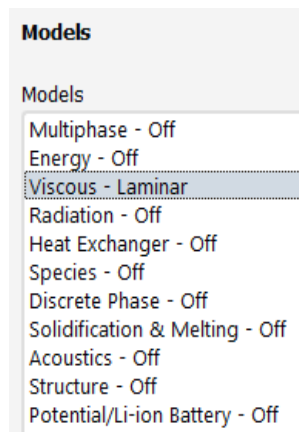 Models
Models
Multiphase - Off
Energy - Off
Viscous - Laminar
Radiation - Off
Heat Exchanger - Off
Species - Off
Discrete Phase - Off
Solidification & Melting - Off
Acoustics - Off
Structure - Off
Potential/Li-ion Battery - Off